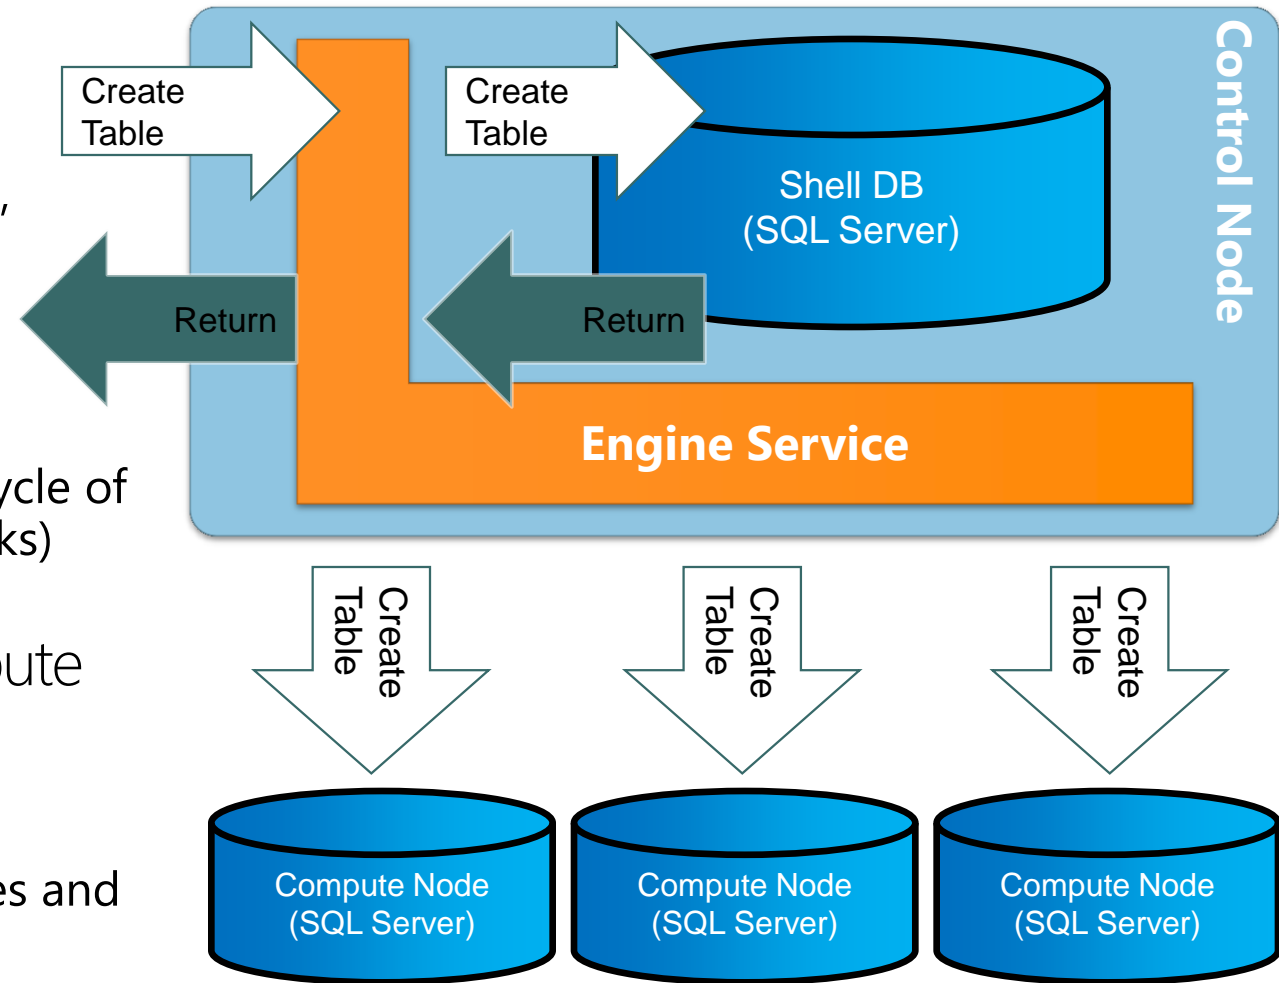 Create
Table
Create
Table
Shell DB
(SQL Server)
Control Node
,
Return
Return
Engine Service
ycle of
ks)
Create
Table
Create
Table
Create
Table
ute
Compute Node
(SQL Server)
Compute Node
(SQL Server)
Compute Node
(SQL Server)
es and